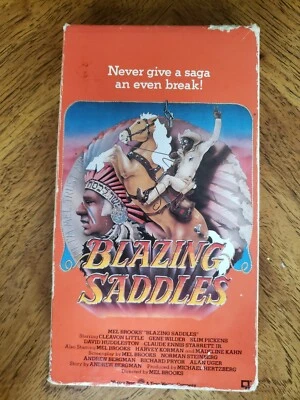 Never give a saga
an even break!
BLAZING
SADDLES
MEL BROOKS' "BLAZING SADDLES"
Starring CLEAVON LITTLE GENE WILDER SLIM PICKENS
DAVID HUDDLESTON CLAUDE ENNIS STARRETT JR.
Also Starring MEL BROOKS HARVEY KORMAN and MADELINE KAHN
Screenplay by MEL BROOKS NORMAN STEINBERG
ANDREW BERGMAN RICHARD PRYOR ALAN UGER
Story by ANDREW BERGMAN Produced by MICHAEL HERTZBERG
Directed by MEL BROOKS